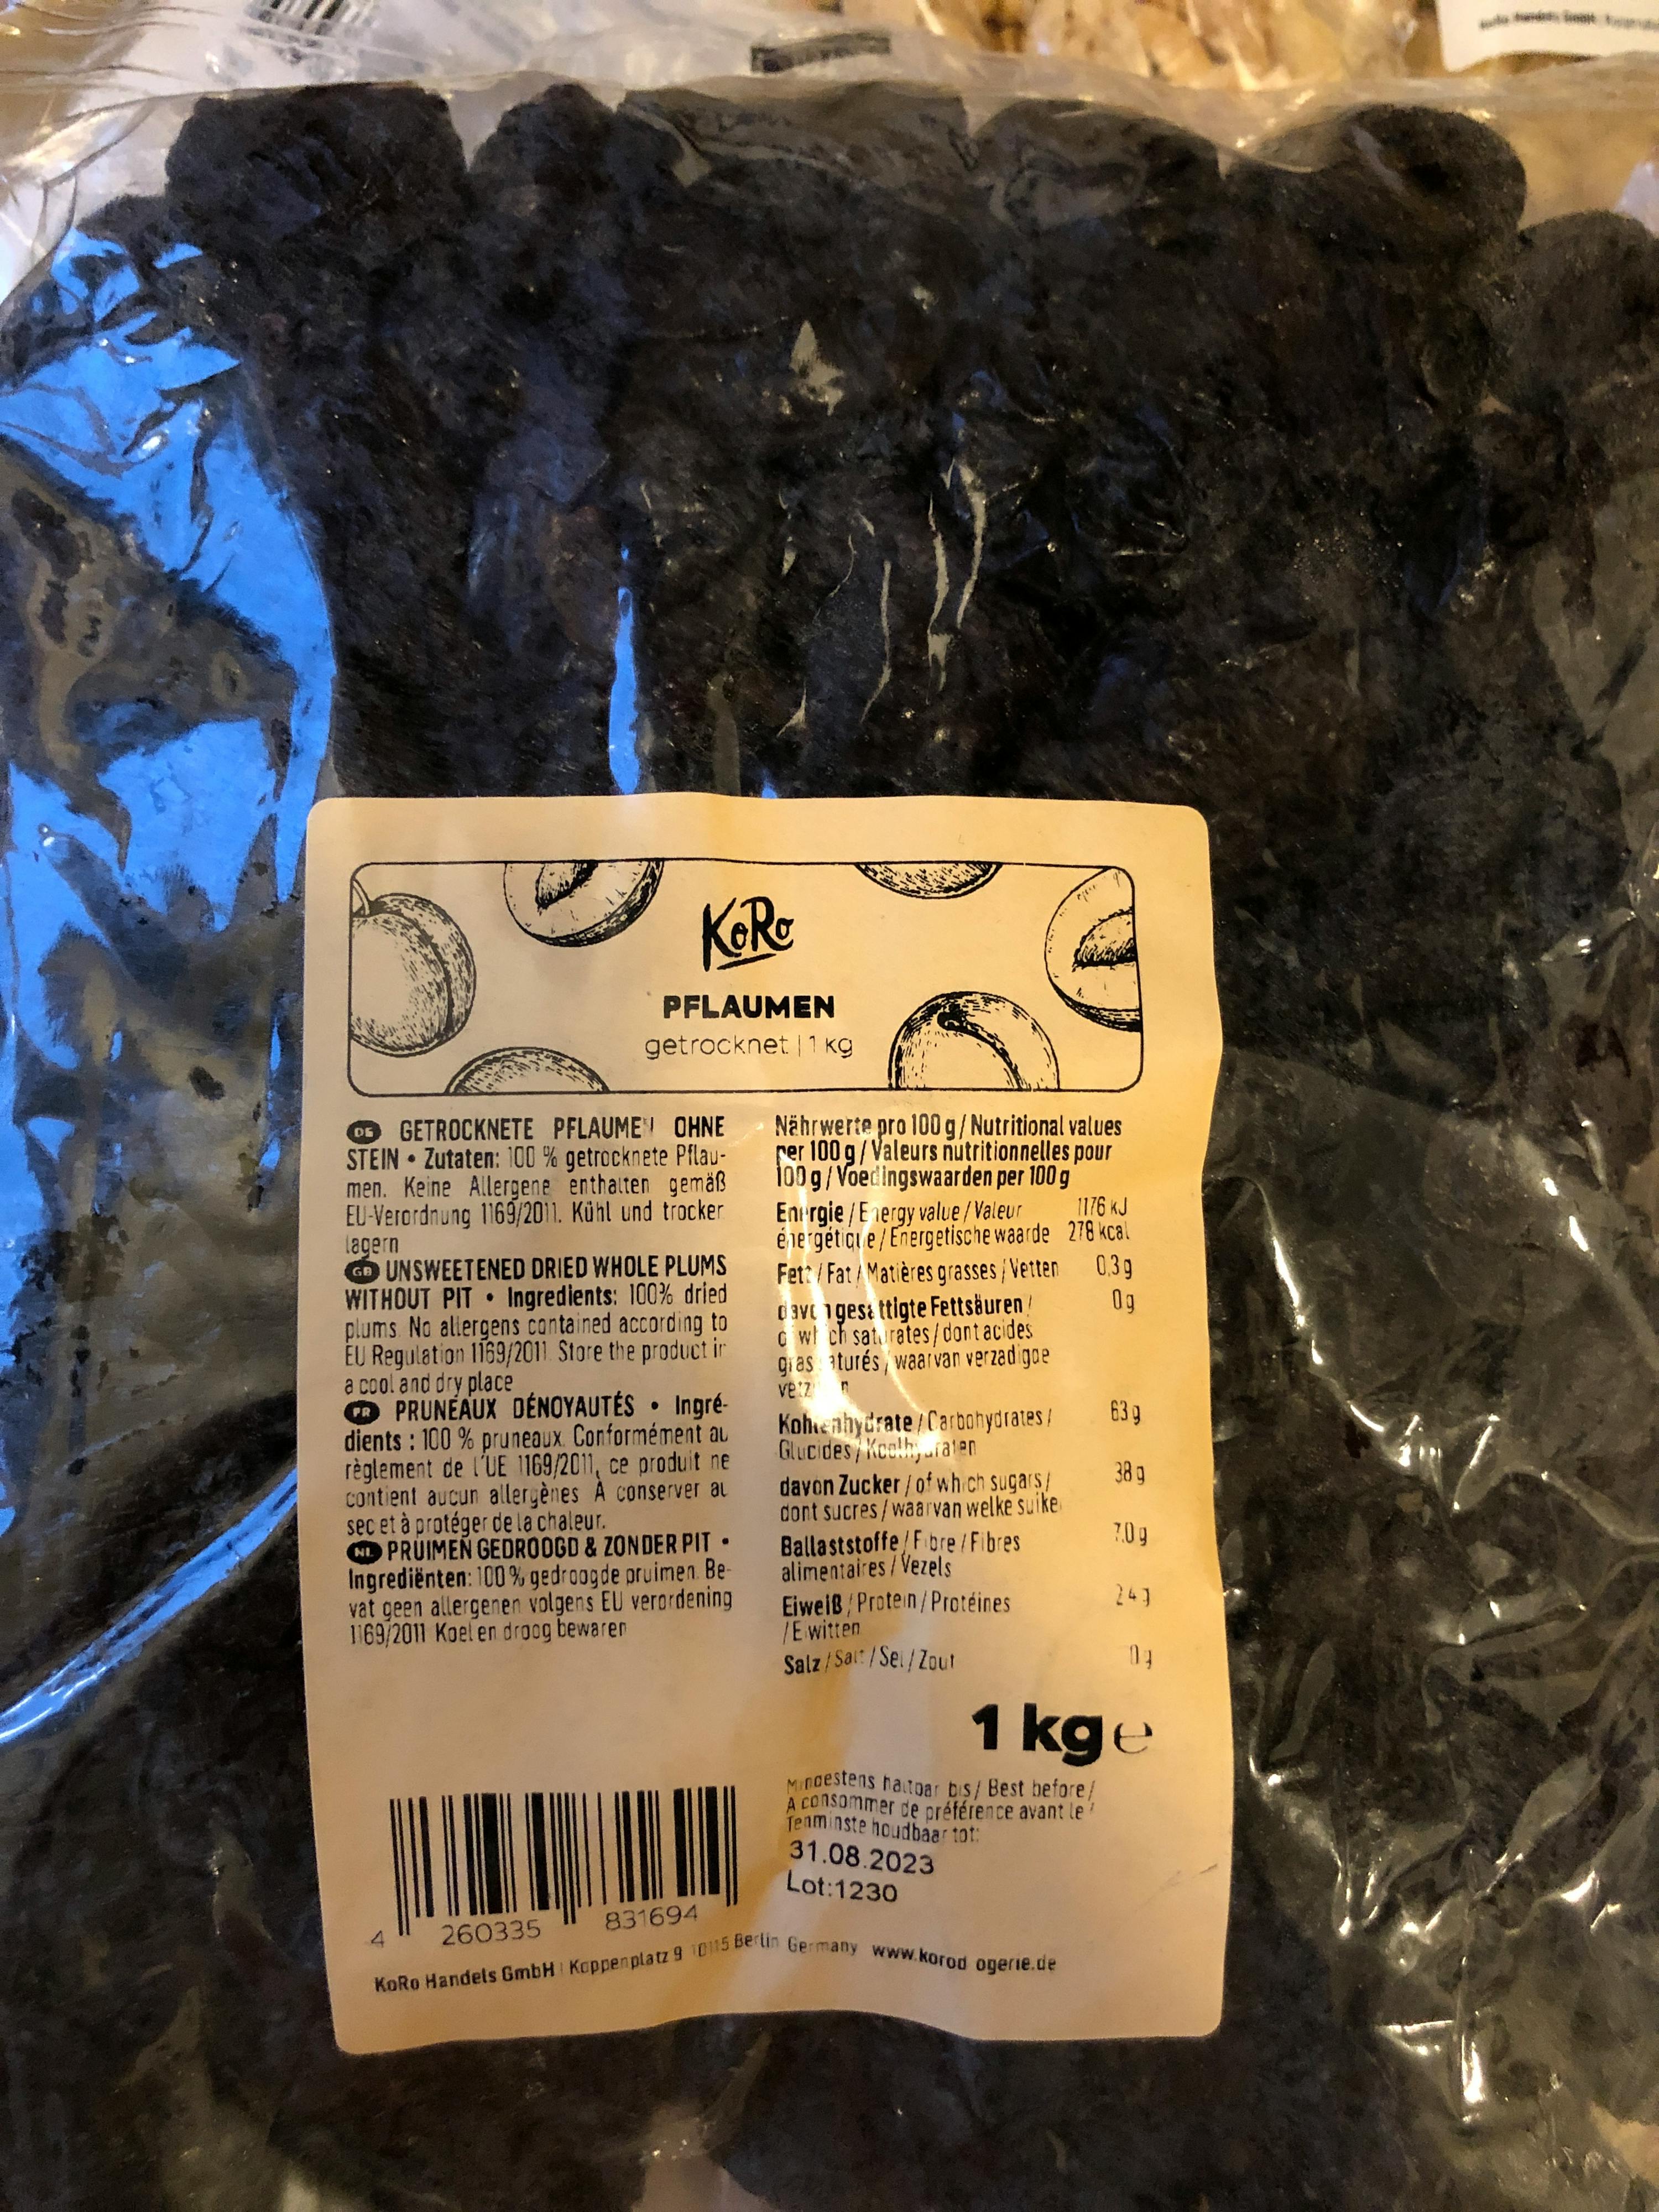 KoRo
PFLAUMEN
getrocknet | 1 kg
DE GETROCKNETE PFLAUMEN OHNE
STEIN • Zutaten: 100 % getrocknete Pflau-
men. Keine Allergene enthalten gemäß
EU-Verordnung 1169/2011. Kühl und trocken
lagern
GB UNSWEETENED DRIED WHOLE PLUMS
WITHOUT PIT • Ingredients: 100% dried
plums. No allergens contained according to
EU Regulation 1169/2011. Store the product in
a cool and dry place
FR PRUNEAUX DÉNOYAUTÉS • Ingré-
dients : 100 % pruneaux. Conformément au
règlement de l'UE 1169/2011, ce produit ne
contient aucun allergènes. À conserver au
sec et à protéger de la chaleur.
NL PRUIMEN GEDROOGD & ZONDER PIT •
Ingrediënten: 100 % gedroogde pruimen. Be-
vat geen allergenen volgens EU verordening
1169/2011 Koel en droog bewaren
Nährwerte pro 100 g / Nutritional values
per 100 g / Valeurs nutritionnelles pour
100 g / Voedingswaarden per 100 g
Energie / Energy value / Valeur 1176 kJ
énergétique / Energetische waarde 278 kcal
Fett / Fat / Matières grasses / Vetten 0,3 g
davon gesättigte Fettsäuren / 0 g
of which saturates / dont acides
gras saturés / waarvan verzadigde
Kohlenhydrate / Carbohydrates / 63 g
Glucides / Koolhydraten
davon Zucker / of which sugars / 38 g
dont sucres / waarvan welke suiker
Ballaststoffe / Fibre / Fibres 7.0 g
alimentaires / Vezels
Eiweiß / Protein / Protéines 2 4 g
/ Eiwitten
Salz / Salt / Sel / Zout 0 g
1 kg e
Mindestens haltbar bis / Best before /
A consommer de préférence avant le /
Tenminste houdbaar tot:
31.08.2023
Lot:1230
4 260335 831694
KoRo Handels GmbH | Koppenplatz 9 10115 Berlin Germany www.korodrogerie.de